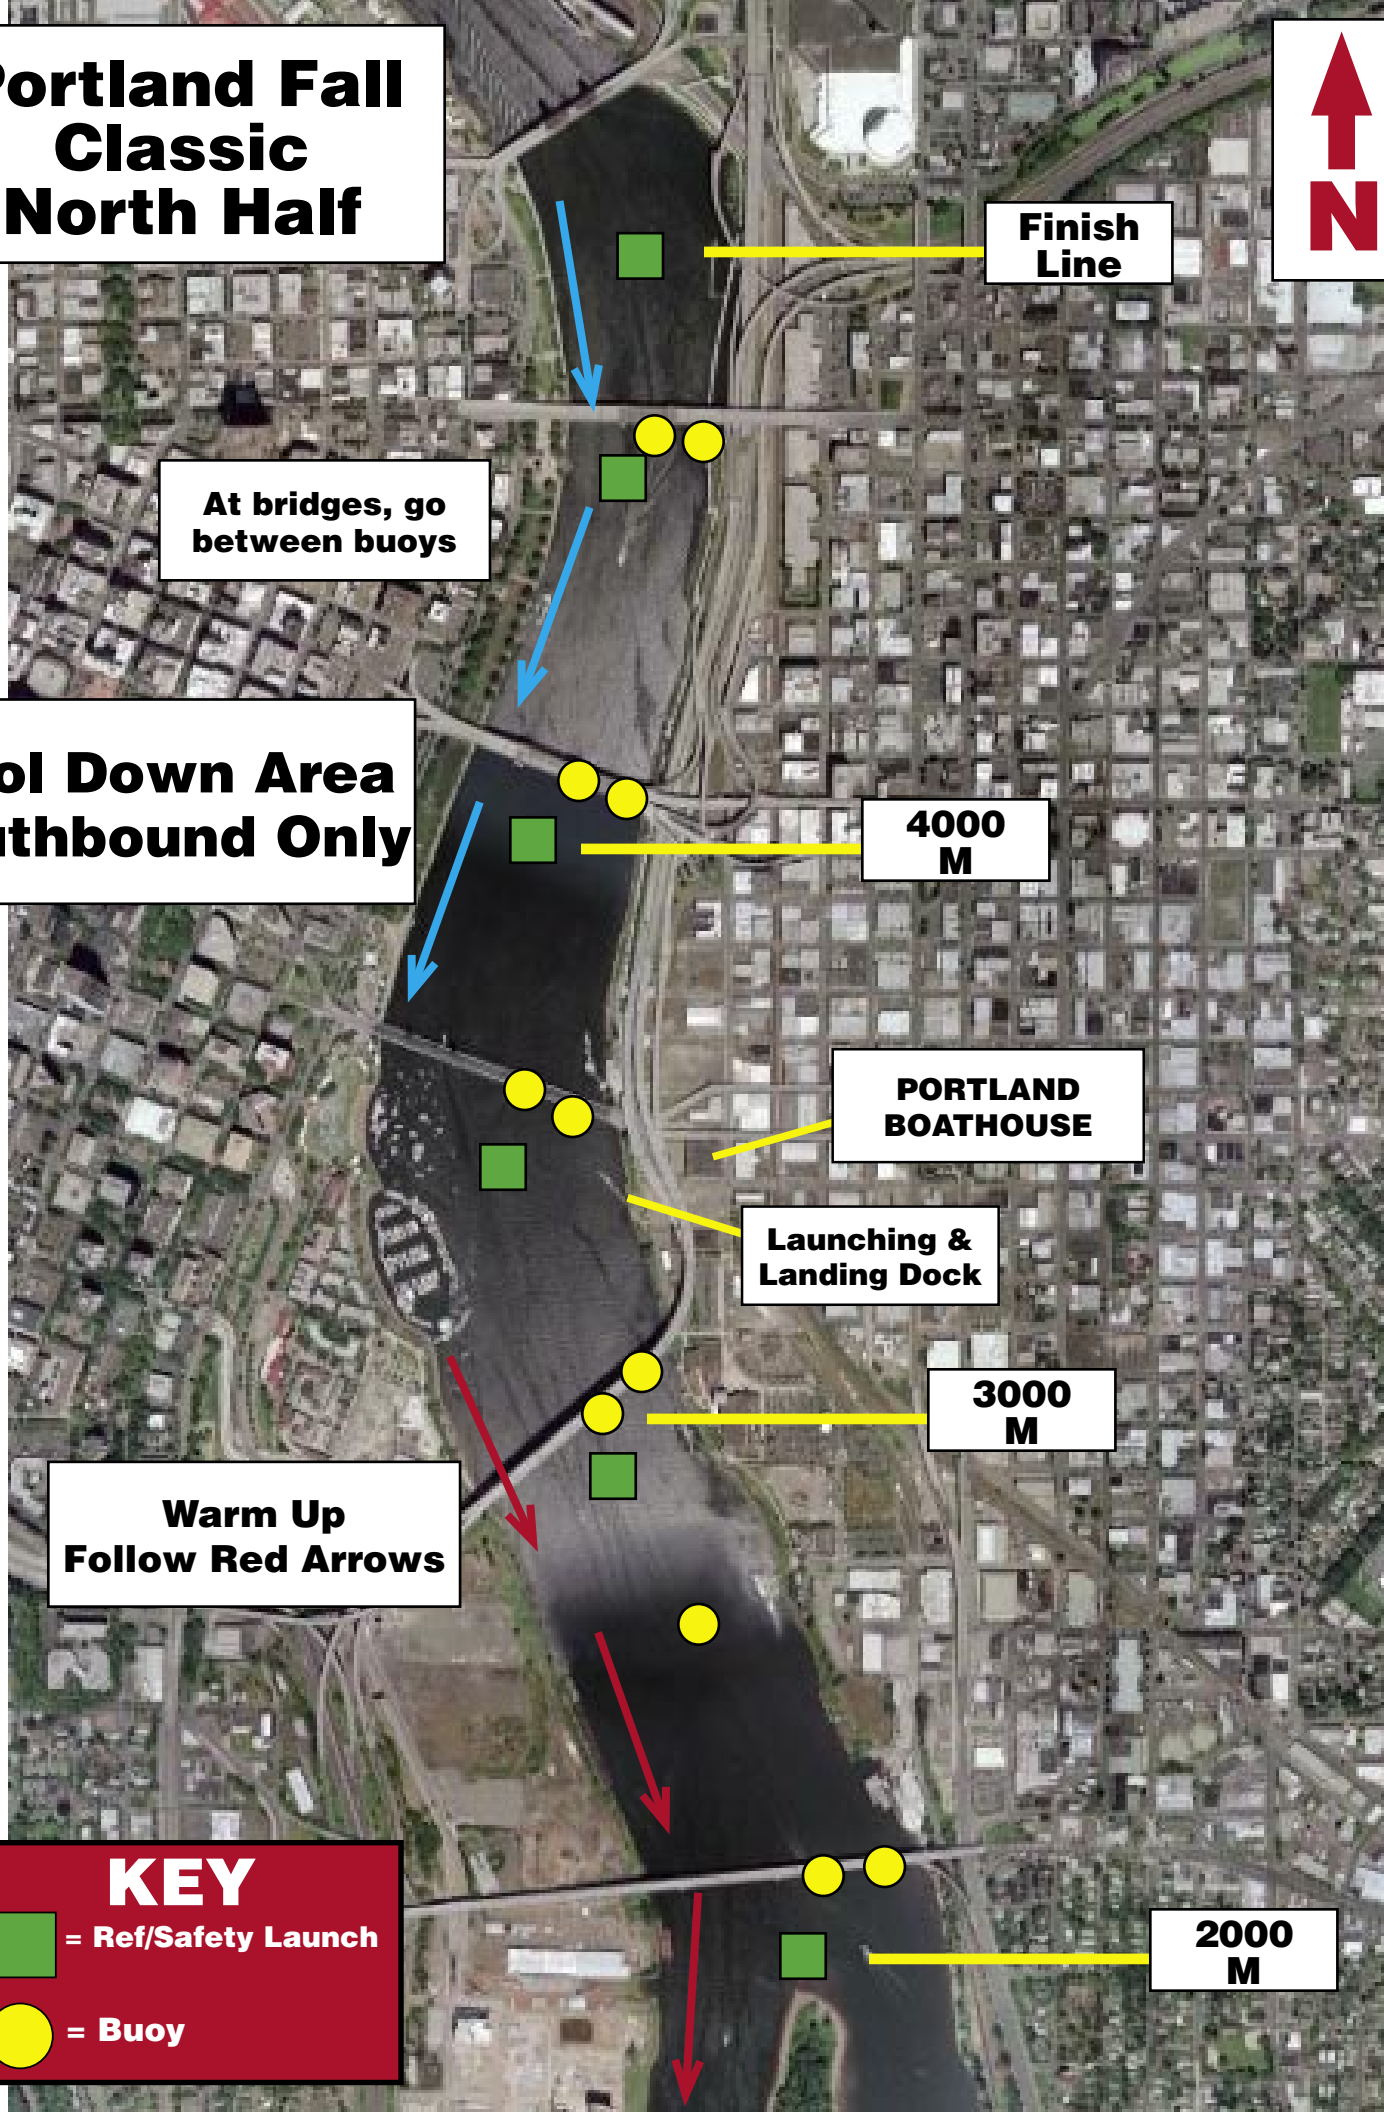 ortland Fall
Classic
North Half
N
Finish
Line
At bridges, go
between buoys
ol Down Area
thbound Only
4000
M
PORTLAND
BOATHOUSE
Launching &
Landing Dock
3000
M
Warm Up
Follow Red Arrows
KEY
= Ref/Safety Launch
= Buoy
2000
M